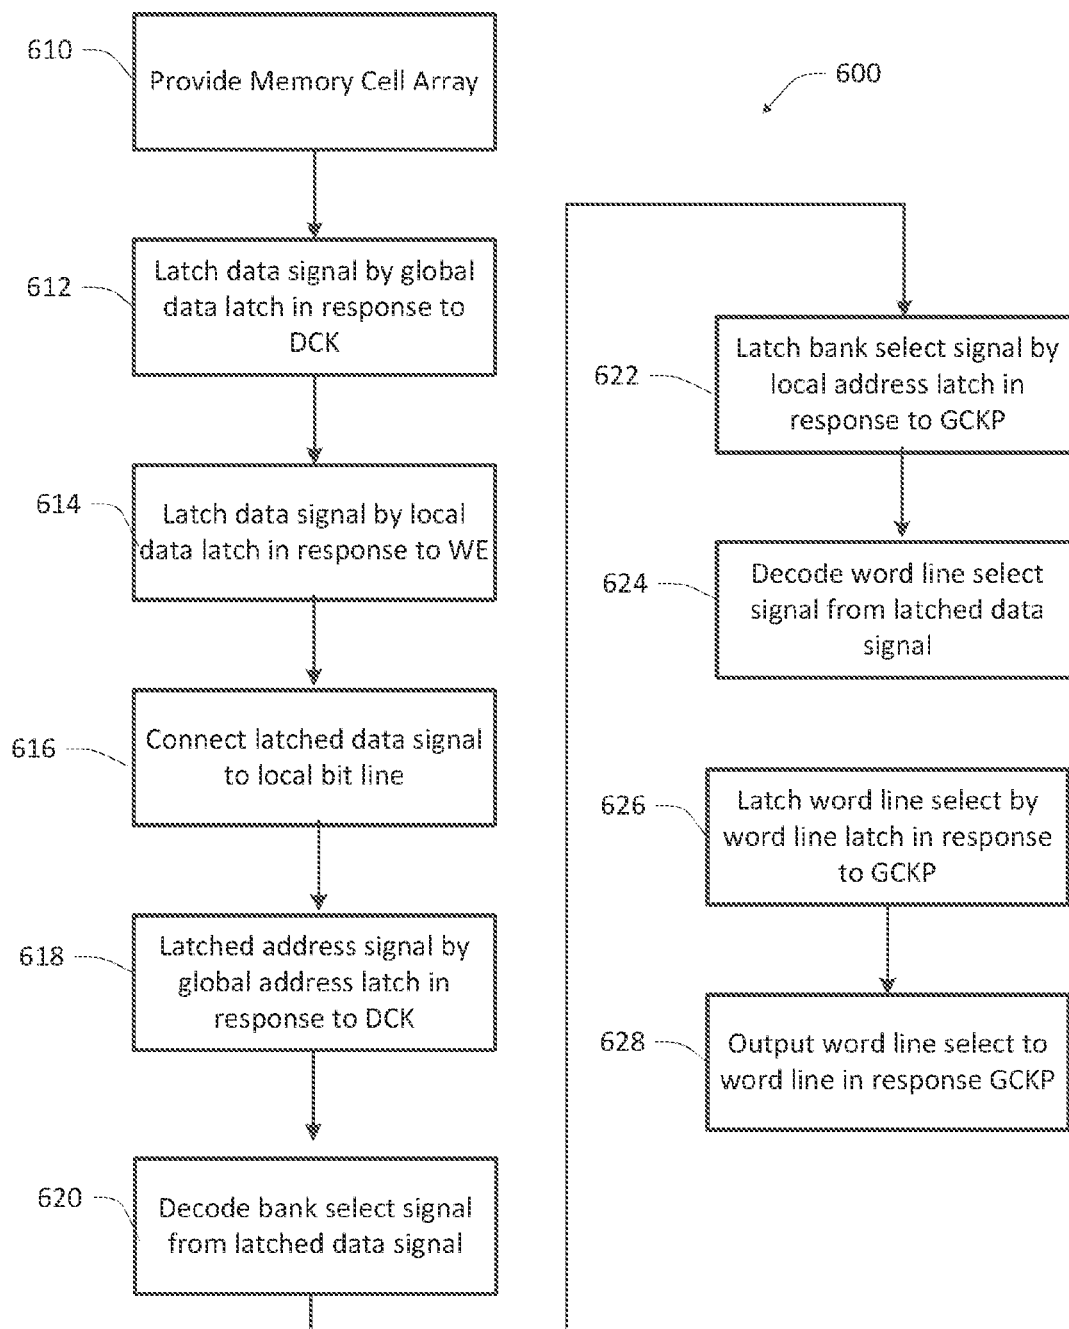 610
Provide Memory Cell Array
600
612
Latch data signal by global
data latch in response to
DCK
614
Latch data signal by local
data latch in response to WE
616
Connect latched data signal
to local bit line
618
Latched address signal by
global address latch in
response to DCK
620
Decode bank select signal
from latched data signal
622
Latch bank select signal by
local address latch in
response to GCKP
624
Decode word line select
signal from latched data
signal
626
Latch word line select by
word line latch in response
to GCKP
628
Output word line select to
word line in response GCKP